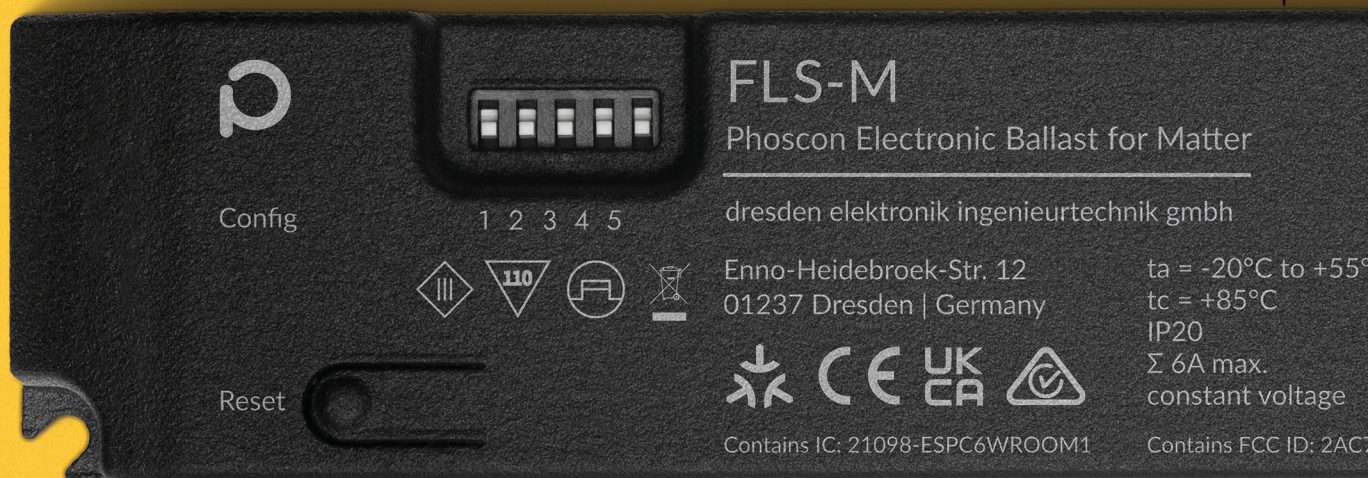 FLS-M
Phoscon Electronic Ballast for Matter
dresden elektronik ingenieurtechnik gmbh
Config
1 2 3 4 5
110
Enno-Heidebroek-Str. 12
01237 Dresden | Germany
ta = -20°C to +55°
tc = +85°C
IP20
Σ 6A max.
constant voltage
CE
UK
CA
Reset
Contains IC: 21098-ESPC6WROOM1
Contains FCC ID: 2AC7